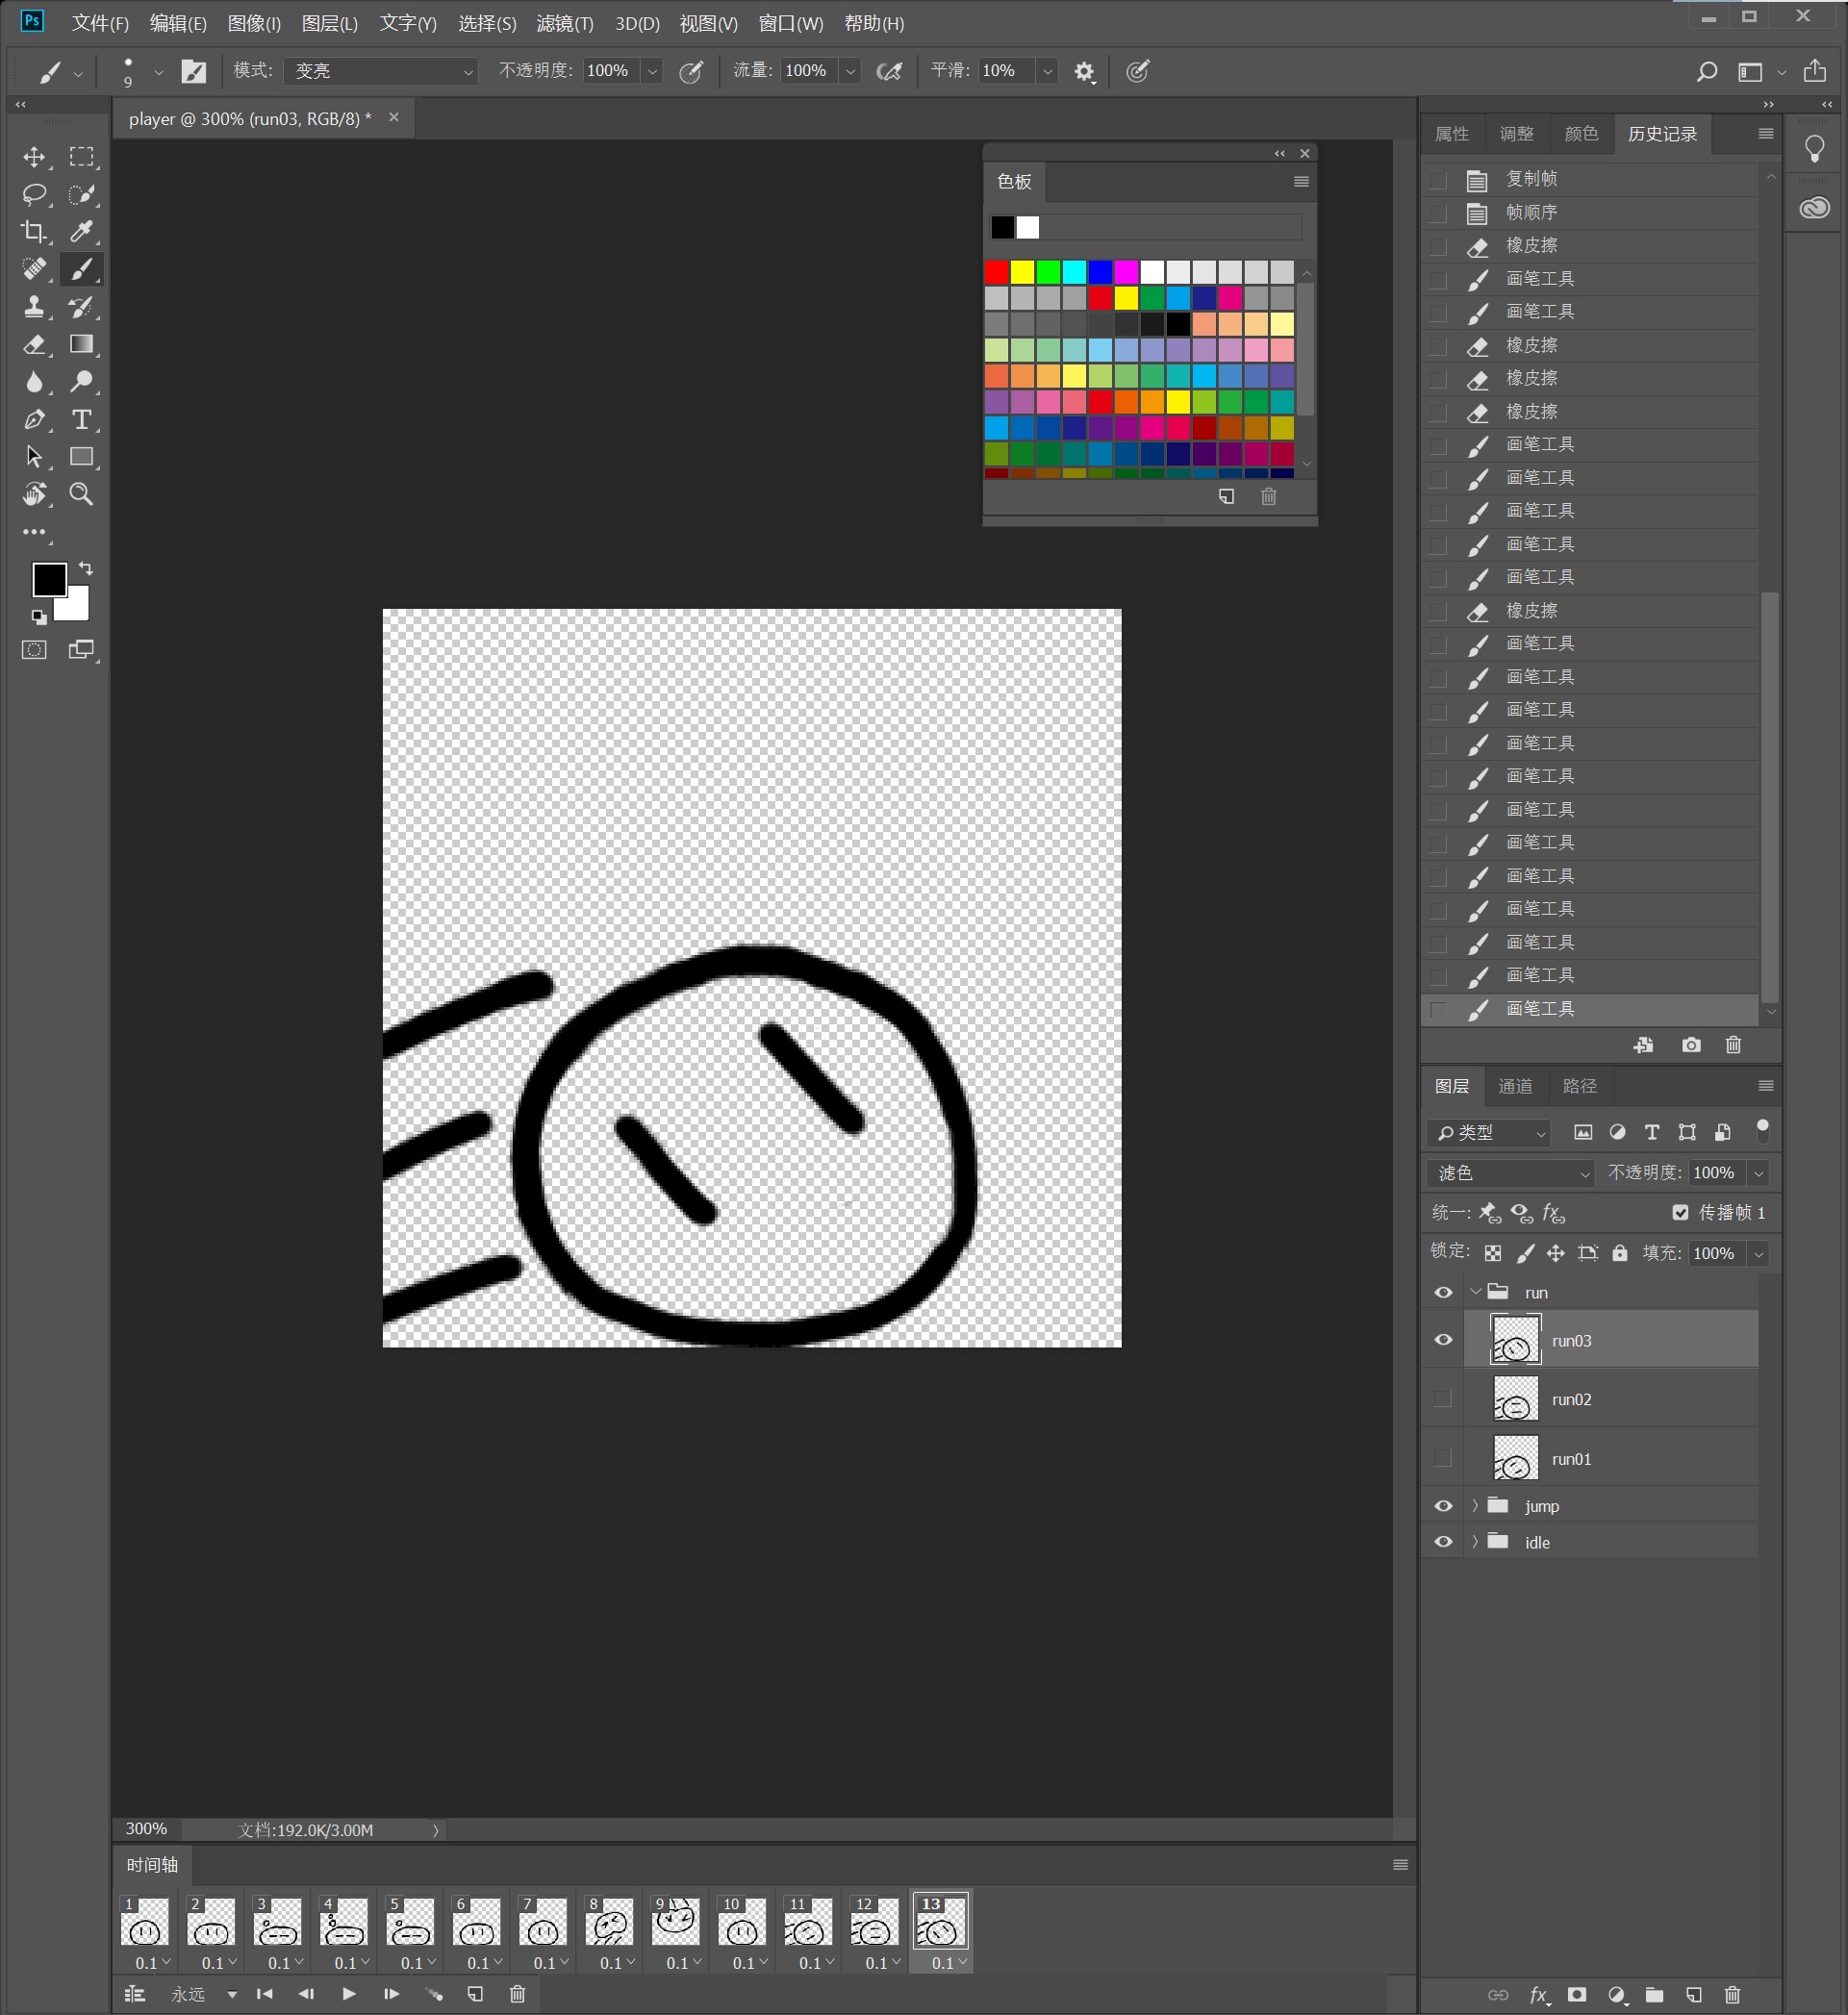 Ps 文件(F) 编辑(E) 图像(I) 图层(L) 文字(Y) 选择(S) 滤镜(T) 3D(D) 视图(V) 窗口(W) 帮助(H)
9 模式: 变亮 不透明度: 100% 流量: 100% 平滑: 10%
player @ 300% (run03, RGB/8) *
色板
属性 调整 颜色 历史记录
复制帧
帧顺序
橡皮擦
画笔工具
画笔工具
橡皮擦
橡皮擦
橡皮擦
画笔工具
画笔工具
画笔工具
画笔工具
画笔工具
橡皮擦
画笔工具
画笔工具
画笔工具
画笔工具
画笔工具
画笔工具
画笔工具
画笔工具
画笔工具
画笔工具
画笔工具
画笔工具
图层 通道 路径
类型
滤色 不透明度: 100%
统一: 传播帧 1
锁定: 填充: 100%
run
run03
run02
run01
jump
idle
300% 文档:192.0K/3.00M
时间轴
1 2 3 4 5 6 7 8 9 10 11 12 13
0.1 0.1 0.1 0.1 0.1 0.1 0.1 0.1 0.1 0.1 0.1 0.1 0.1
永远